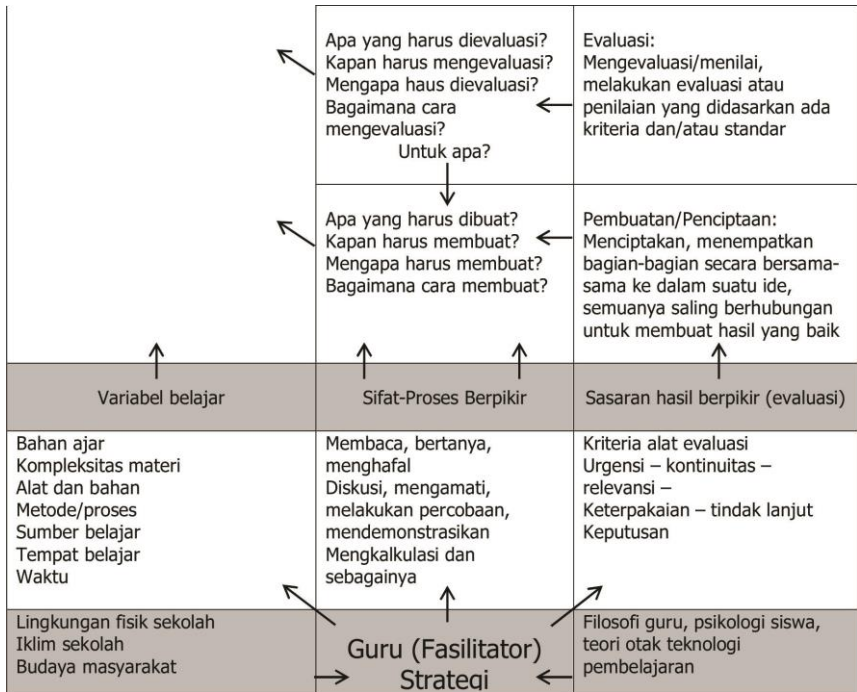 Apa yang harus dievaluasi?
Kapan harus mengevaluasi?
Mengapa haus dievaluasi?
Bagaimana cara
mengevaluasi?
Untuk apa?
Evaluasi:
Mengevaluasi/menilai,
melakukan evaluasi atau
penilaian yang didasarkan ada
kriteria dan/atau standar
Apa yang harus dibuat?
Kapan harus membuat?
Mengapa harus membuat?
Bagaimana cara membuat?
Pembuatan/Penciptaan:
Menciptakan, menempatkan
bagian-bagian secara bersama-
sama ke dalam suatu ide,
semuanya saling berhubungan
untuk membuat hasil yang baik
Variabel belajar
Sifat-Proses Berpikir
Sasaran hasil berpikir (evaluasi)
Bahan ajar
Kompleksitas materi
Alat dan bahan
Metode/proses
Sumber belajar
Tempat belajar
Waktu
Membaca, bertanya,
menghafal
Diskusi, mengamati,
melakukan percobaan,
mendemonstrasikan
Mengkalkulasi dan
sebagainya
Kriteria alat evaluasi
Urgensi – kontinuitas –
relevansi –
Keterpakaian – tindak lanjut
Keputusan
Lingkungan fisik sekolah
Iklim sekolah
Budaya masyarakat
Guru (Fasilitator)
Strategi
Filosofi guru, psikologi siswa,
teori otak teknologi
pembelajaran